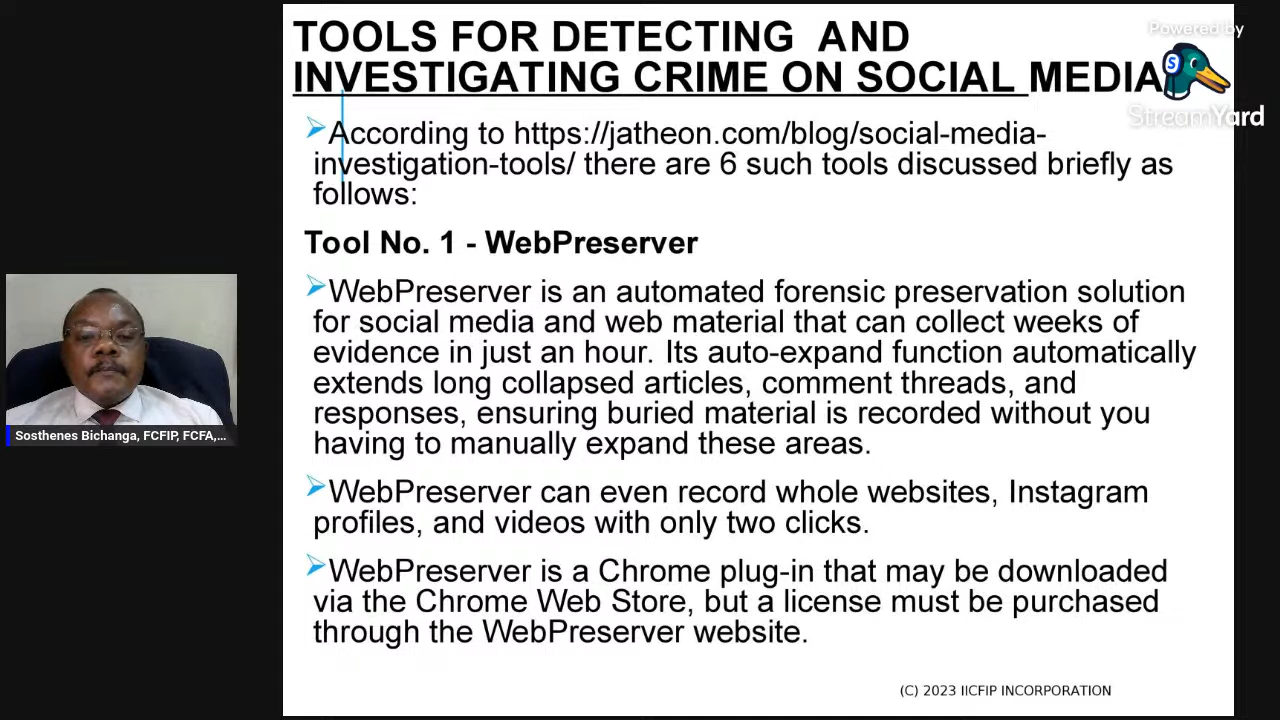 TOOLS FOR DETECTING AND
INVESTIGATING CRIME ON SOCIAL MEDIA
Powered by
S
StreamYard
According to https://jatheon.com/blog/social-media-
investigation-tools/ there are 6 such tools discussed briefly as
follows:
Tool No. 1 - WebPreserver
WebPreserver is an automated forensic preservation solution
for social media and web material that can collect weeks of
evidence in just an hour. Its auto-expand function automatically
extends long collapsed articles, comment threads, and
responses, ensuring buried material is recorded without you
having to manually expand these areas.
WebPreserver can even record whole websites, Instagram
profiles, and videos with only two clicks.
WebPreserver is a Chrome plug-in that may be downloaded
via the Chrome Web Store, but a license must be purchased
through the WebPreserver website.
(C) 2023 IICFIP INCORPORATION
Sosthenes Bichanga, FCFIP, FCFA,...